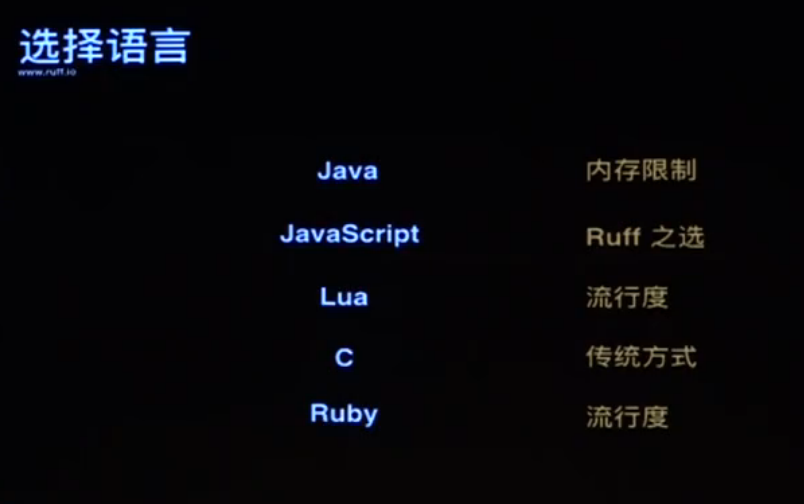 选择语言
www.ruff.io
Java 内存限制
JavaScript Ruff 之选
Lua 流行度
C 传统方式
Ruby 流行度